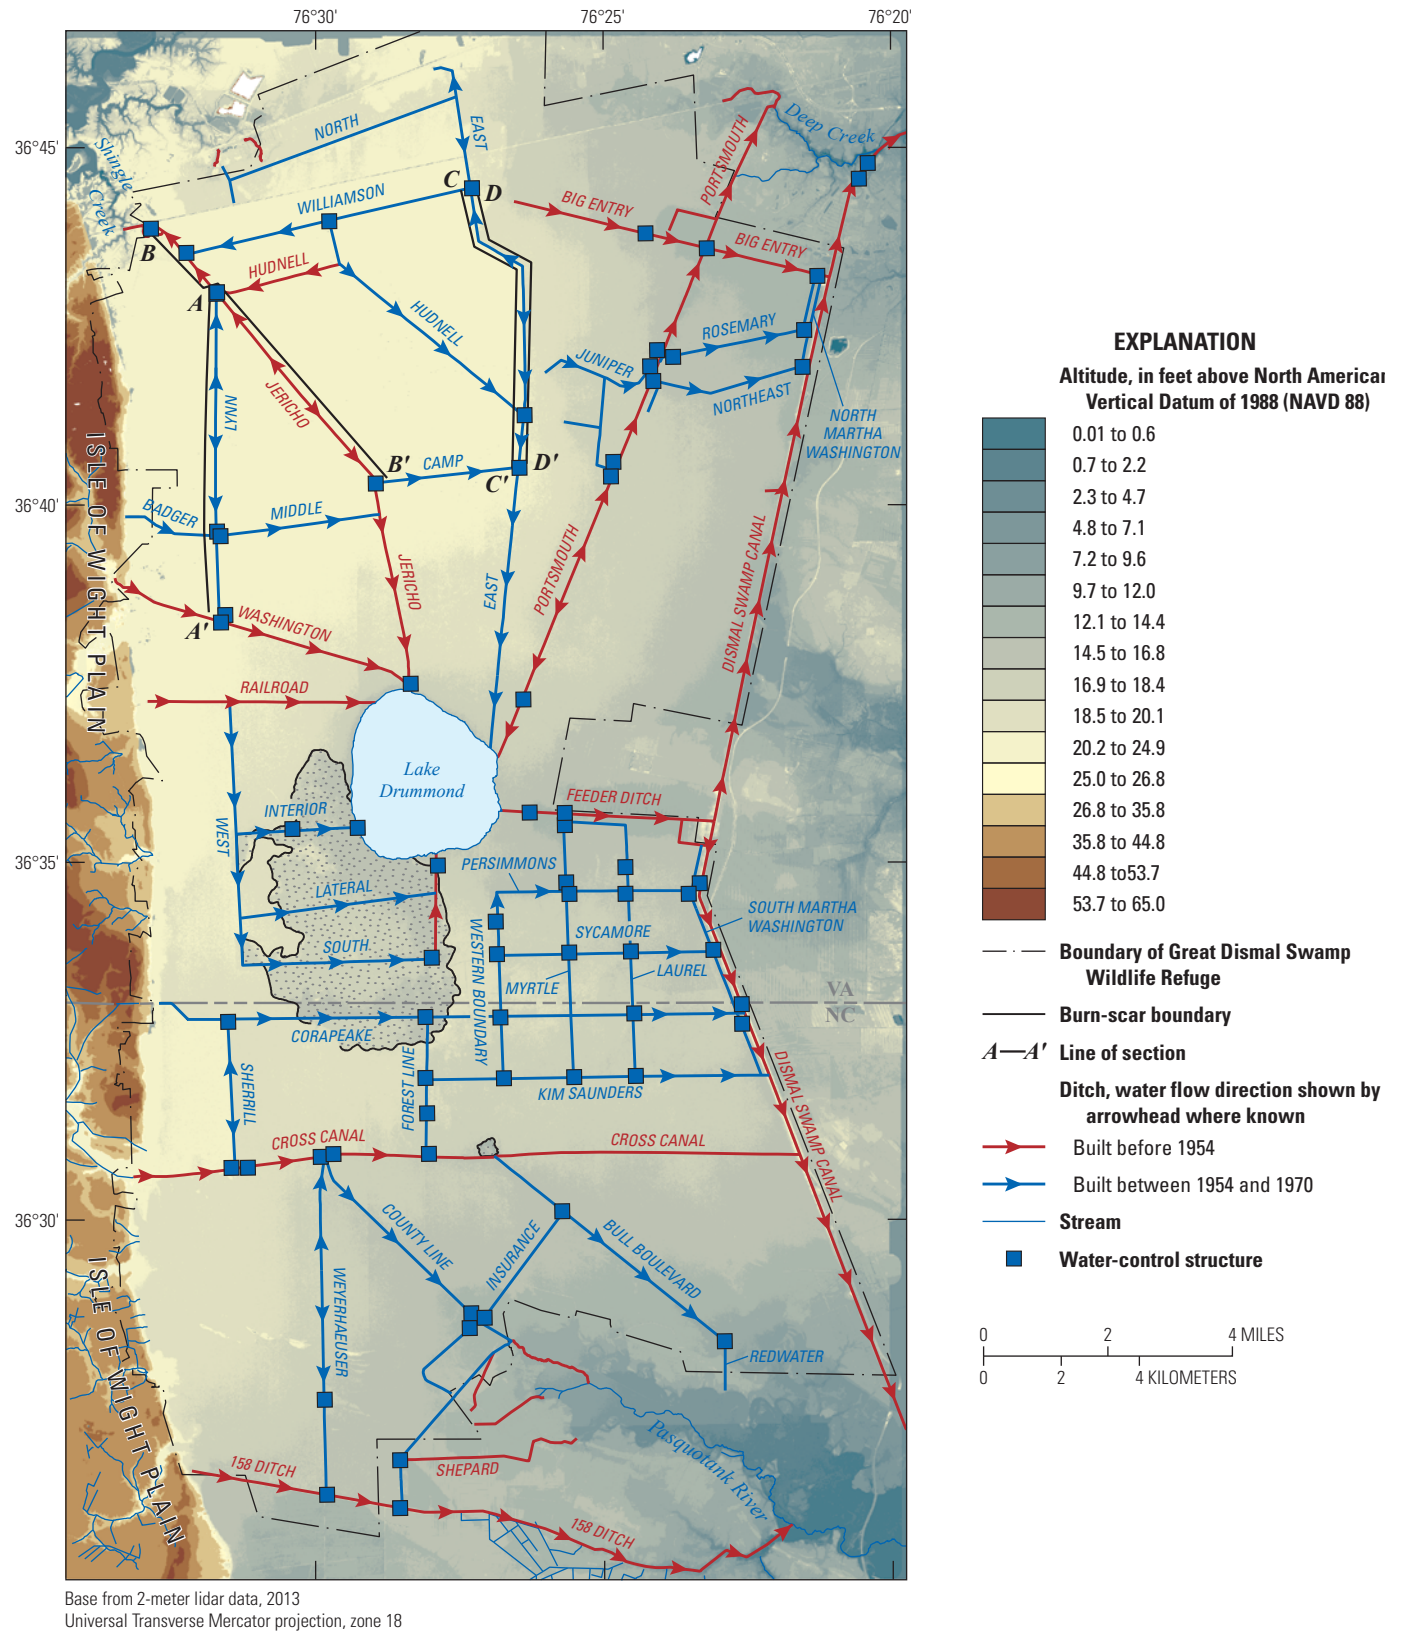 76°30'
76°25'
76°20'
36°45'
36°40'
36°35'
36°30'
NORTH
EAST
Deep Creek
Shingle
Creek
WILLIAMSON
C
D
PORTSMOUTH
BIG ENTRY
BIG ENTRY
B
HUDNELL
A
HUDNELL
ROSEMARY
JUNIPER
NORTHEAST
NORTH
MARTHA
WASHINGTON
LYNN
JERICHO
ISLE OF WIGHT PLAIN
B'
CAMP
C'
D'
BADGER
MIDDLE
JERICHO
EAST
PORTSMOUTH
DISMAL SWAMP CANAL
A'
WASHINGTON
RAILROAD
Lake
Drummond
FEEDER DITCH
INTERIOR
WEST
PERSIMMONS
LATERAL
SOUTH MARTHA
WASHINGTON
SOUTH
WESTERN BOUNDARY
SYCAMORE
MYRTLE
LAUREL
VA
NC
CORAPEAKE
SHERRILL
FOREST LINE
KIM SAUNDERS
DISMAL SWAMP CANAL
CROSS CANAL
CROSS CANAL
COUNTY LINE
INSURANCE
BULL BOULEVARD
WEYERHAEUSER
ISLE OF WIGHT PLAIN
REDWATER
Pasquotank River
158 DITCH
SHEPARD
158 DITCH
Base from 2-meter lidar data, 2013
Universal Transverse Mercator projection, zone 18
EXPLANATION
Altitude, in feet above North American
Vertical Datum of 1988 (NAVD 88)
0.01 to 0.6
0.7 to 2.2
2.3 to 4.7
4.8 to 7.1
7.2 to 9.6
9.7 to 12.0
12.1 to 14.4
14.5 to 16.8
16.9 to 18.4
18.5 to 20.1
20.2 to 24.9
25.0 to 26.8
26.8 to 35.8
35.8 to 44.8
44.8 to53.7
53.7 to 65.0
Boundary of Great Dismal Swamp
Wildlife Refuge
Burn-scar boundary
A—A' Line of section
Ditch, water flow direction shown by
arrowhead where known
Built before 1954
Built between 1954 and 1970
Stream
Water-control structure
0 2 4 MILES
0 2 4 KILOMETERS